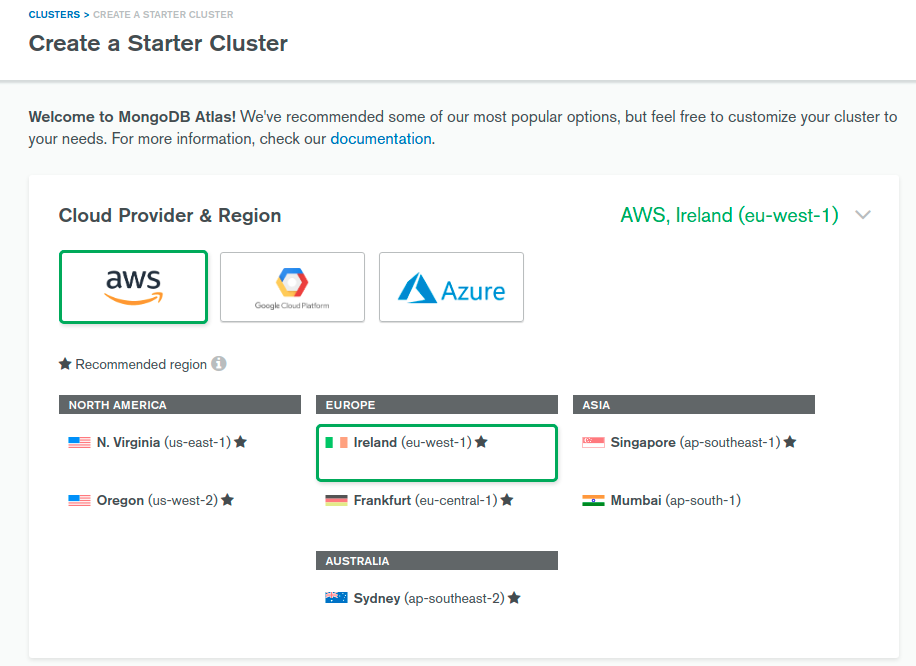 CLUSTERS > CREATE A STARTER CLUSTER
Create a Starter Cluster
Welcome to MongoDB Atlas! We've recommended some of our most popular options, but feel free to customize your cluster to
your needs. For more information, check our documentation.
Cloud Provider & Region
AWS, Ireland (eu-west-1)
aws
Google Cloud Platform
Azure
★ Recommended region i
NORTH AMERICA
N. Virginia (us-east-1) ★
Oregon (us-west-2) ★
EUROPE
Ireland (eu-west-1) ★
Frankfurt (eu-central-1) ★
AUSTRALIA
Sydney (ap-southeast-2) ★
ASIA
Singapore (ap-southeast-1) ★
Mumbai (ap-south-1)